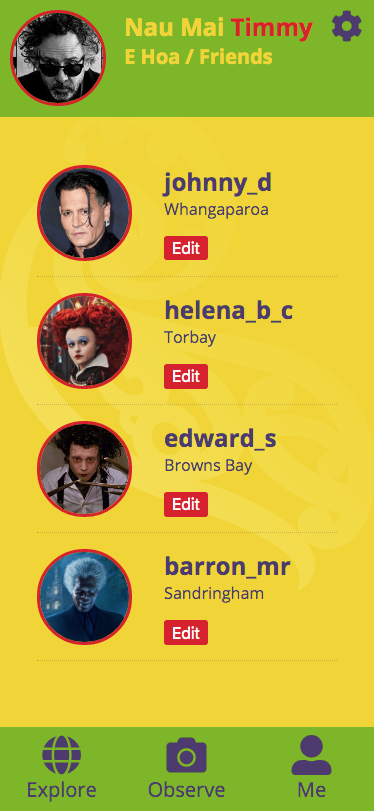 Nau Mai Timmy
E Hoa / Friends
johnny_d
Whangaparoa
Edit
helena_b_c
Torbay
Edit
edward_s
Browns Bay
Edit
barron_mr
Sandringham
Edit
Explore
Observe
Me